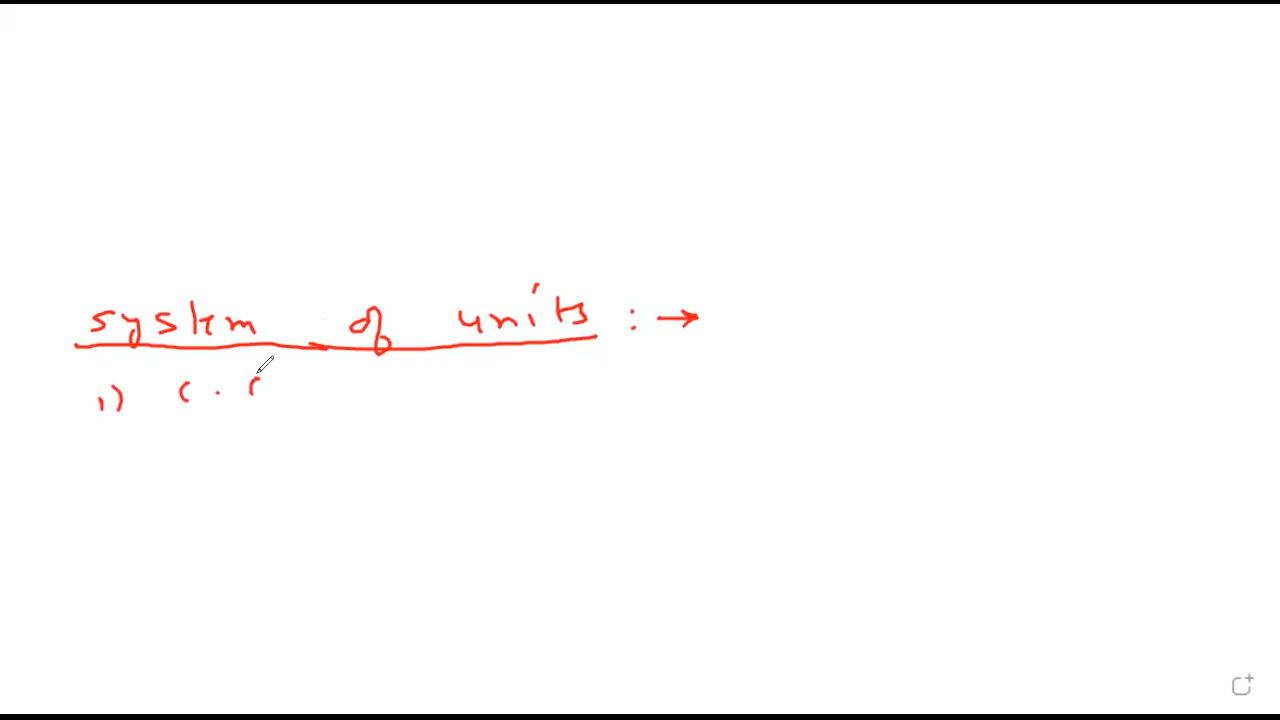 system of units :→
1) C .